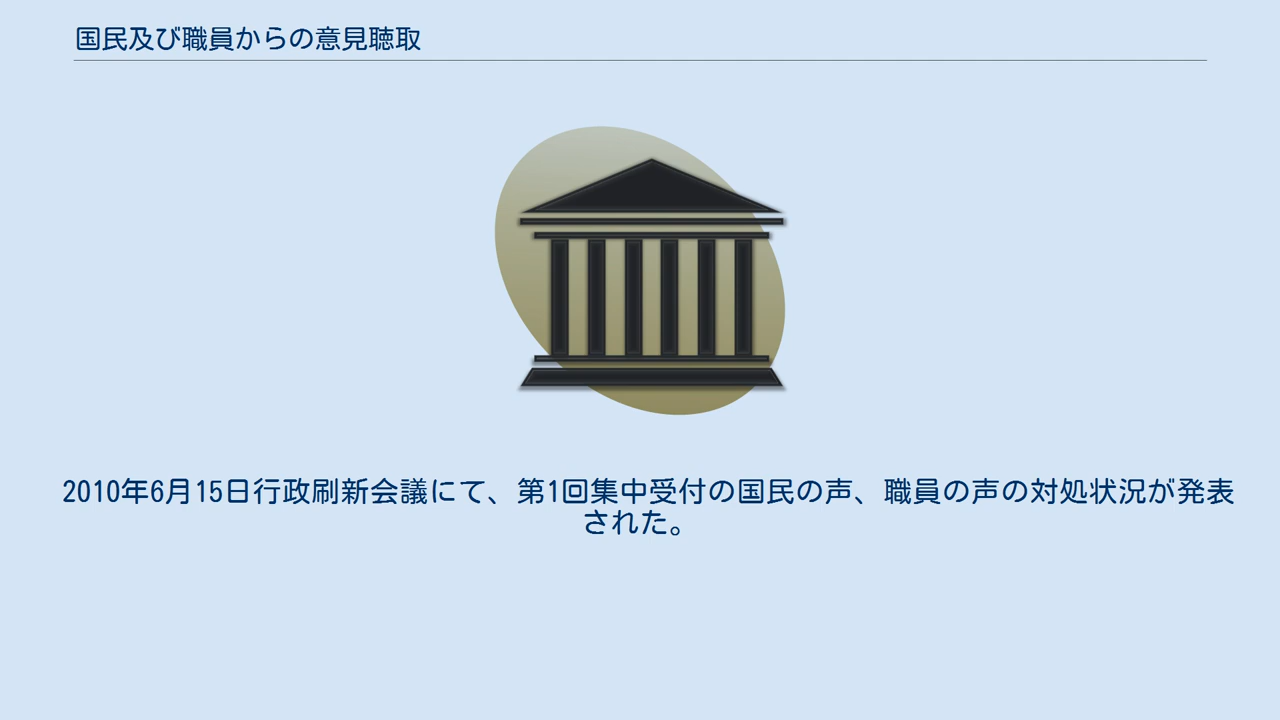 国民及び職員からの意見聴取
2010年6月15日行政刷新会議にて、第1回集中受付の国民の声、職員の声の対処状況が発表
された。